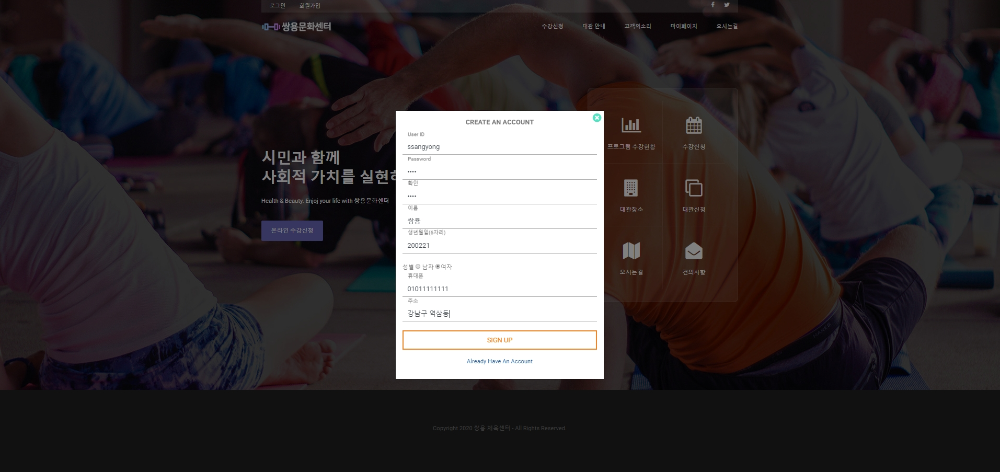 로그인 회원가입
쌍용문화센터
수강신청 대관 안내 고객의소리 마이페이지 오시는길
시민과 함께
사회적 가치를 실현하
Health & Beauty. Enjoj your life with 쌍용문화센터
온라인 수강신청
CREATE AN ACCOUNT
User ID
ssangyong
Password
••••
확인
••••
이름
쌍용
생년월일(6자리)
200221
성별 남자 여자
휴대폰
01011111111
주소
강남구 역삼동
SIGN UP
Already Have An Account
프로그램 수강현황 수강신청
대관장소 대관신청
오시는길 건의사항
HANES
Copyright 2020 쌍용 체육센터 - All Rights Reserved.